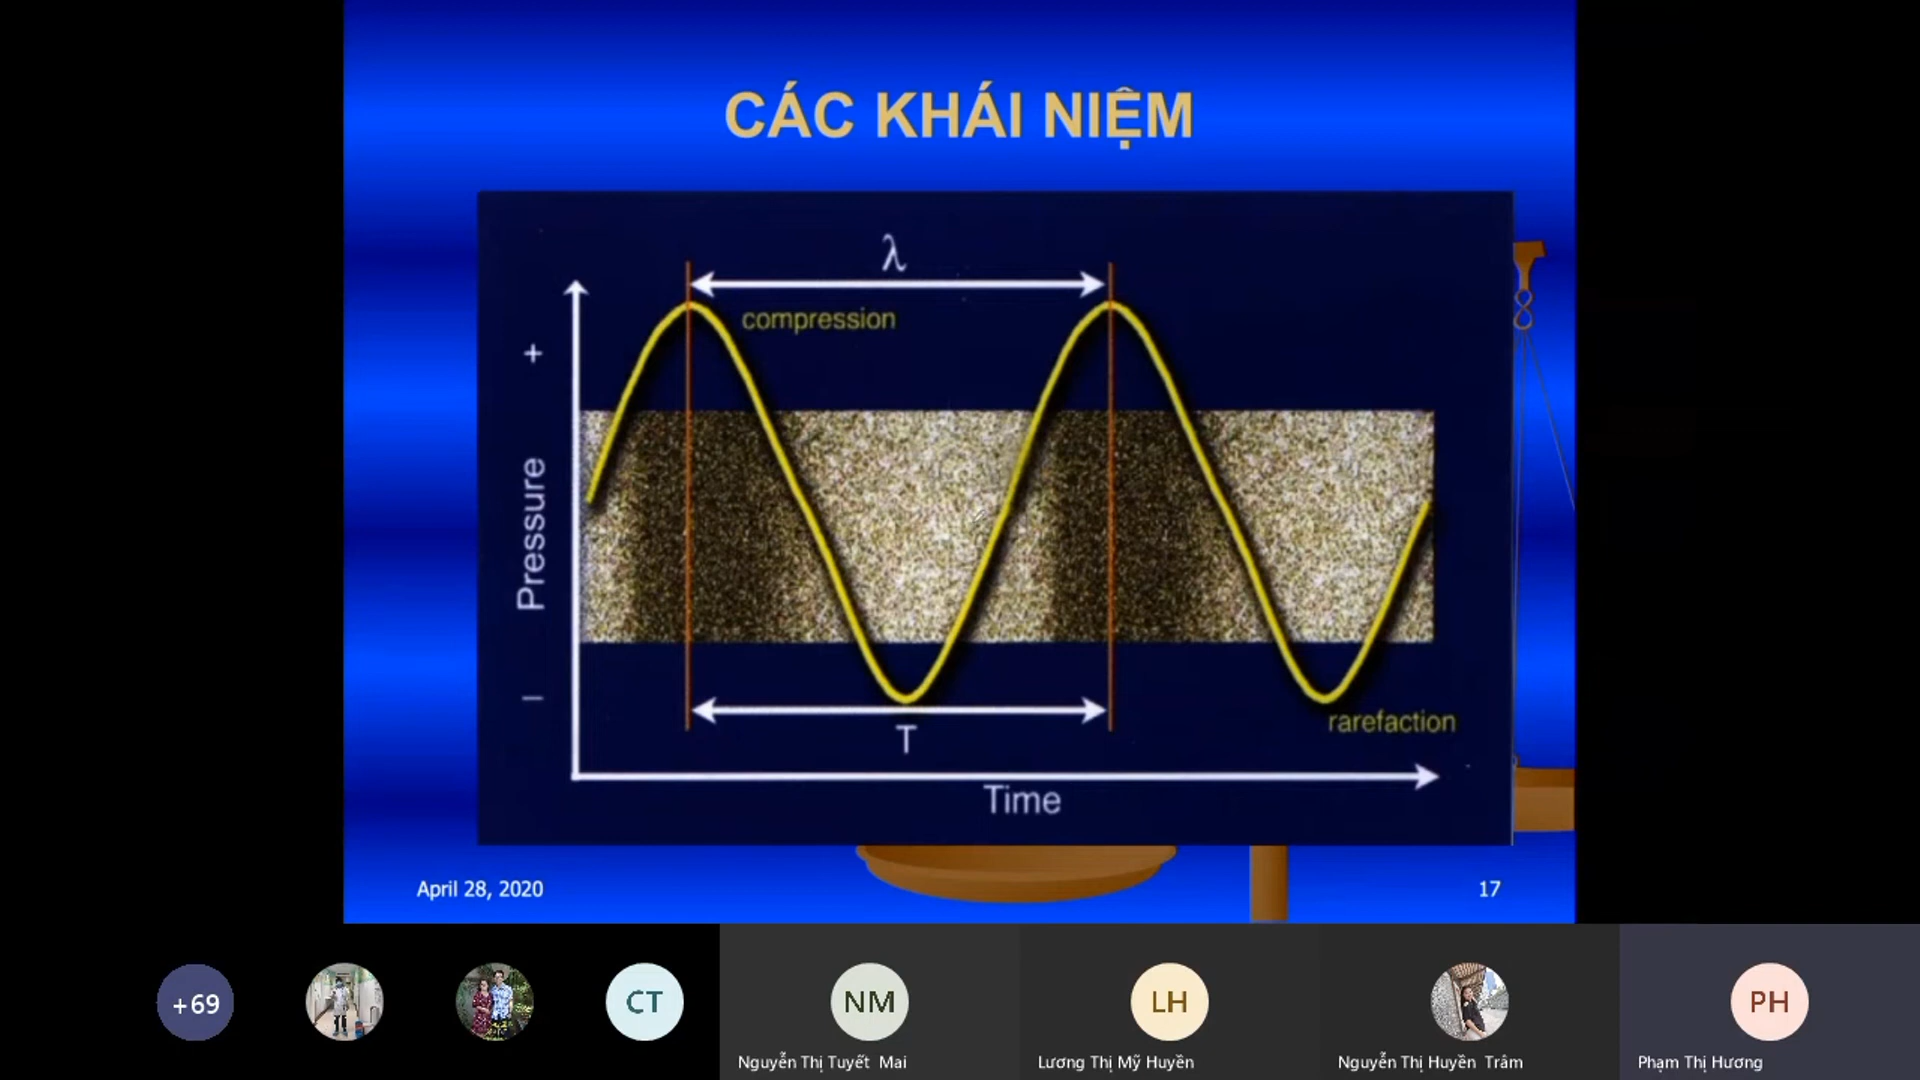 CÁC KHÁI NIỆM
λ
compression
+
Pressure
–
T
rarefaction
Time
April 28, 2020
17
+69
CT
NM
LH
PH
Nguyễn Thị Tuyết Mai
Lương Thị Mỹ Huyền
Nguyễn Thị Huyền Trâm
Phạm Thị Hương